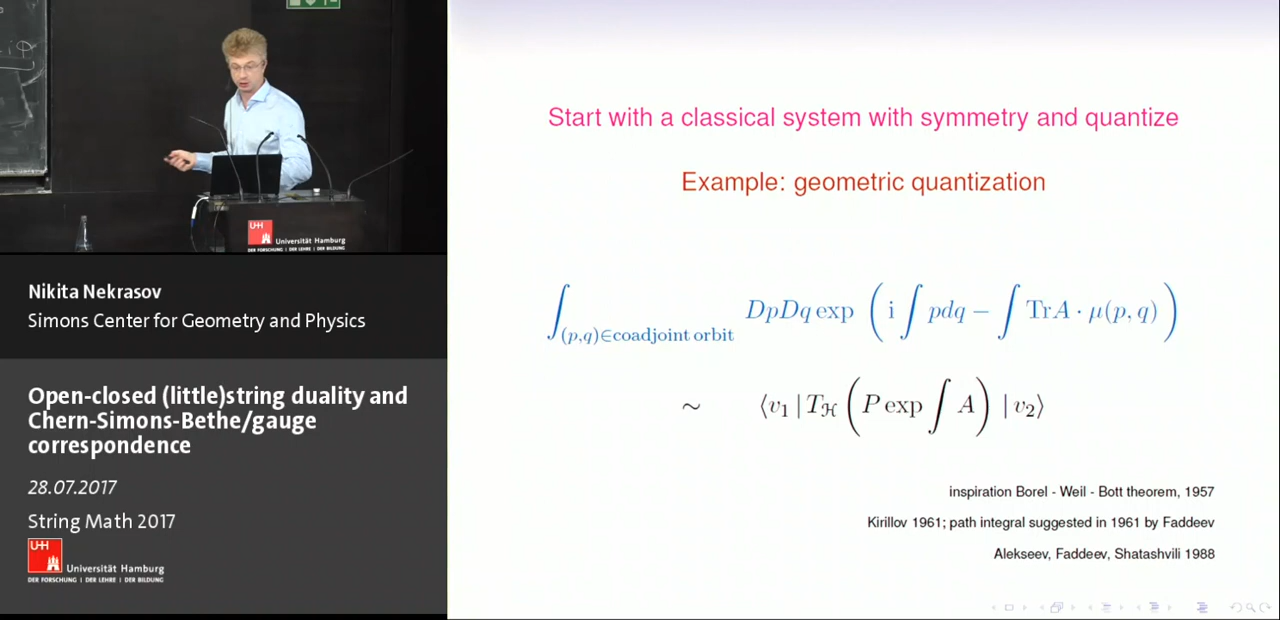 UH
Universität Hamburg
DER FORSCHUNG | DER LEHRE | DER BILDUNG
Nikita Nekrasov
Simons Center for Geometry and Physics
Open-closed (little)string duality and
Chern-Simons-Bethe/gauge
correspondence
28.07.2017
String Math 2017
UH
Universität Hamburg
DER FORSCHUNG | DER LEHRE | DER BILDUNG
Start with a classical system with symmetry and quantize
Example: geometric quantization
∫_{(p,q)∈coadjoint orbit} DpDq exp ( i ∫ pdq − ∫ TrA · μ(p, q) )
∼ ⟨v₁ | T_ℋ ( P exp ∫ A ) | v₂⟩
inspiration Borel - Weil - Bott theorem, 1957
Kirillov 1961; path integral suggested in 1961 by Faddeev
Alekseev, Faddeev, Shatashvili 1988